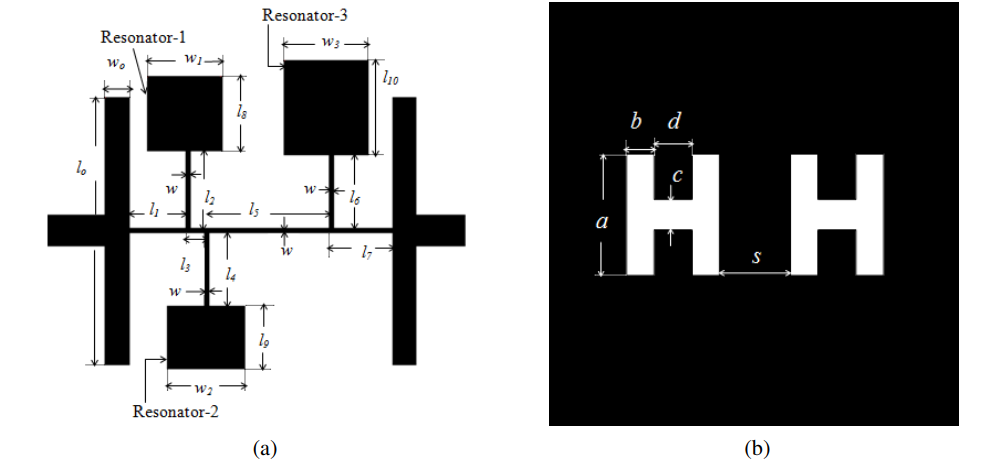 Resonator-3
Resonator-1
w3
wo
w1
l10
l8
lo
w
l2
w
l6
l1
l5
w
l7
l3
l4
w
l9
w2
Resonator-2
(a)
b
d
c
a
s
(b)